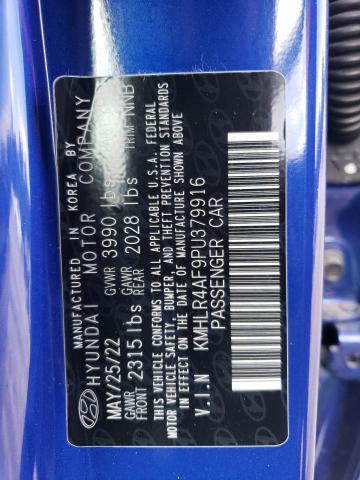 MANUFACTURED IN KOREA BY
HYUNDAI MOTOR COMPANY
MAY/25/22 GVWR 3990 lbs
GAWR FRONT 2315 lbs GAWR REAR 2028 lbs TRIM NNB
THIS VEHICLE CONFORMS TO ALL APPLICABLE U.S.A. FEDERAL
MOTOR VEHICLE SAFETY, BUMPER, AND THEFT PREVENTION STANDARDS
IN EFFECT ON THE DATE OF MANUFACTURE SHOWN ABOVE
V.I.N KMHLR4AF9PU379916
PASSENGER CAR